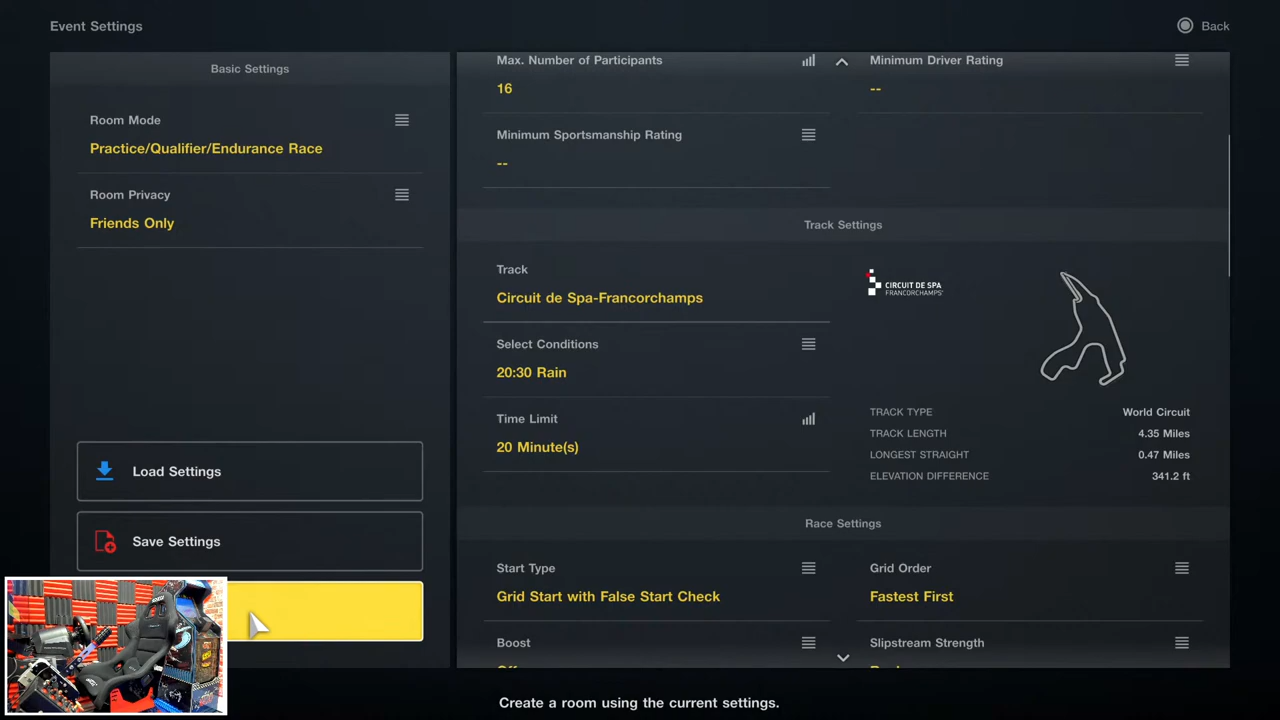 Event Settings
Back
Basic Settings
Room Mode
Practice/Qualifier/Endurance Race
Room Privacy
Friends Only
Load Settings
Save Settings
Max. Number of Participants
16
Minimum Driver Rating
--
Minimum Sportsmanship Rating
--
Track Settings
Track
Circuit de Spa-Francorchamps
CIRCUIT DE SPA
FRANCORCHAMPS
Select Conditions
20:30 Rain
Time Limit
20 Minute(s)
TRACK TYPE World Circuit
TRACK LENGTH 4.35 Miles
LONGEST STRAIGHT 0.47 Miles
ELEVATION DIFFERENCE 341.2 ft
Race Settings
Start Type
Grid Start with False Start Check
Grid Order
Fastest First
Boost
Slipstream Strength
Create a room using the current settings.